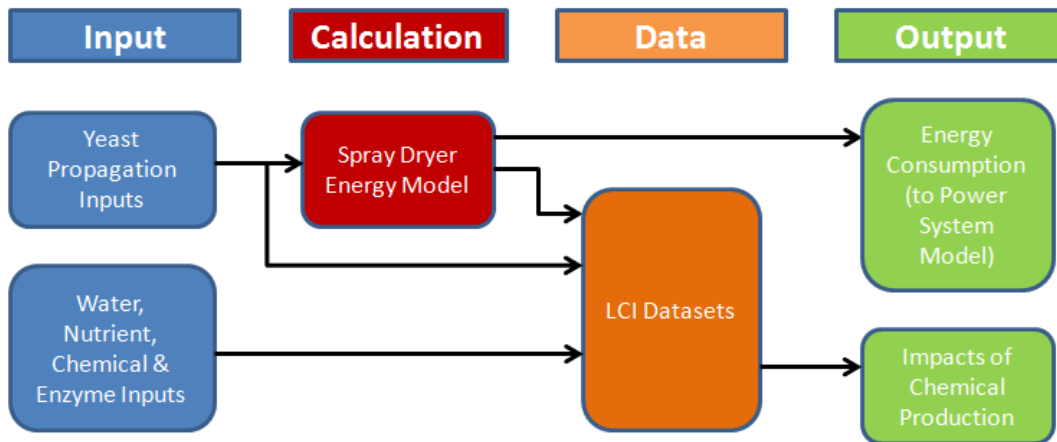 Input
Calculation
Data
Output
Yeast
Propagation
Inputs
Spray Dryer
Energy Model
Energy
Consumption
(to Power
System
Model)
Water,
Nutrient,
Chemical &
Enzyme Inputs
LCI Datasets
Impacts of
Chemical
Production